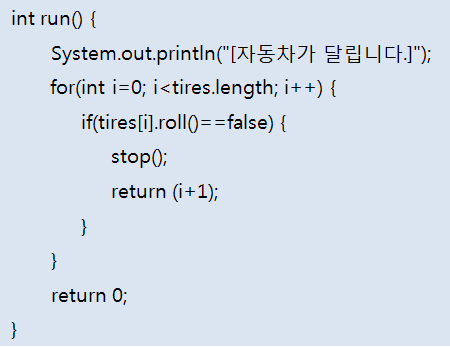 int run() {
System.out.println("[자동차가 달립니다.]");
for(int i=0; i<tires.length; i++) {
if(tires[i].roll()==false) {
stop();
return (i+1);
}
}
return 0;
}